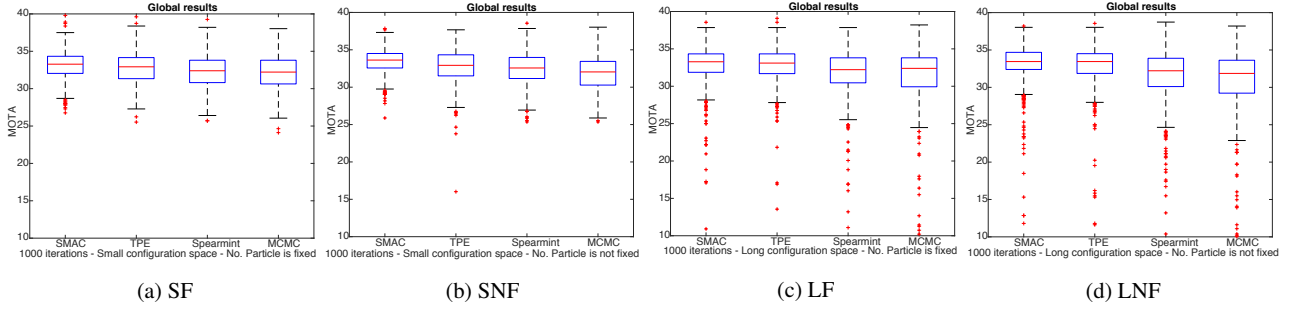 Global results
MOTA
40
35
30
25
20
15
10
SMAC TPE Spearmint MCMC
1000 iterations - Small configuration space - No. Particle is fixed
(a) SF
Global results
MOTA
40
35
30
25
20
15
10
SMAC TPE Spearmint MCMC
1000 iterations - Small configuration space - No. Particle is not fixed
(b) SNF
Global results
MOTA
40
35
30
25
20
15
10
SMAC TPE Spearmint MCMC
1000 iterations - Long configuration space - No. Particle is fixed
(c) LF
Global results
MOTA
40
35
30
25
20
15
10
SMAC TPE Spearmint MCMC
1000 iterations - Long configuration space - No. Particle is not fixed
(d) LNF